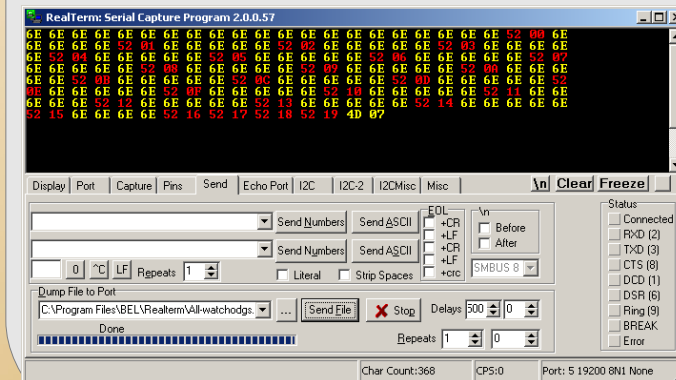 RealTerm: Serial Capture Program 2.0.0.57
6E 6E 6E 6E 6E 6E 6E 6E 6E 6E 6E 6E 6E 6E 6E 6E 6E 6E 6E 6E 6E 52 00 6E
6E 6E 6E 6E 52 01 6E 6E 6E 6E 6E 52 02 6E 6E 6E 6E 6E 52 03 6E 6E 6E 6E
6E 52 04 6E 6E 6E 6E 6E 52 05 6E 6E 6E 6E 6E 52 06 6E 6E 6E 6E 6E 52 07
6E 6E 6E 6E 6E 52 08 6E 6E 6E 6E 6E 52 09 6E 6E 6E 6E 6E 52 0A 6E 6E 6E
6E 6E 52 0B 6E 6E 6E 6E 6E 52 0C 6E 6E 6E 6E 6E 52 0D 6E 6E 6E 6E 6E 52
0E 6E 6E 6E 6E 6E 52 0F 6E 6E 6E 6E 6E 52 10 6E 6E 6E 6E 6E 52 11 6E 6E
6E 6E 6E 52 12 6E 6E 6E 6E 6E 52 13 6E 6E 6E 6E 6E 52 14 6E 6E 6E 6E 6E
52 15 6E 6E 6E 6E 52 16 52 17 52 18 52 19 4D 07
Display Port Capture Pins Send Echo Port I2C I2C-2 I2CMisc Misc \n Clear Freeze
Send Numbers Send ASCII
Send Numbers Send ASCII
0 ^C LF Repeats 1 Literal Strip Spaces
EOL
+CR
+LF
+CR
+LF
+crc
\n
Before
After
SMBUS 8
Dump File to Port
C:\Program Files\BEL\Realterm\All-watchodgs. ... Send File Stop Delays 500 0
Done
Repeats 1 0
Status
Connected
RXD (2)
TXD (3)
CTS (8)
DCD (1)
DSR (6)
Ring (9)
BREAK
Error
Char Count:368 CPS:0 Port: 5 19200 8N1 None